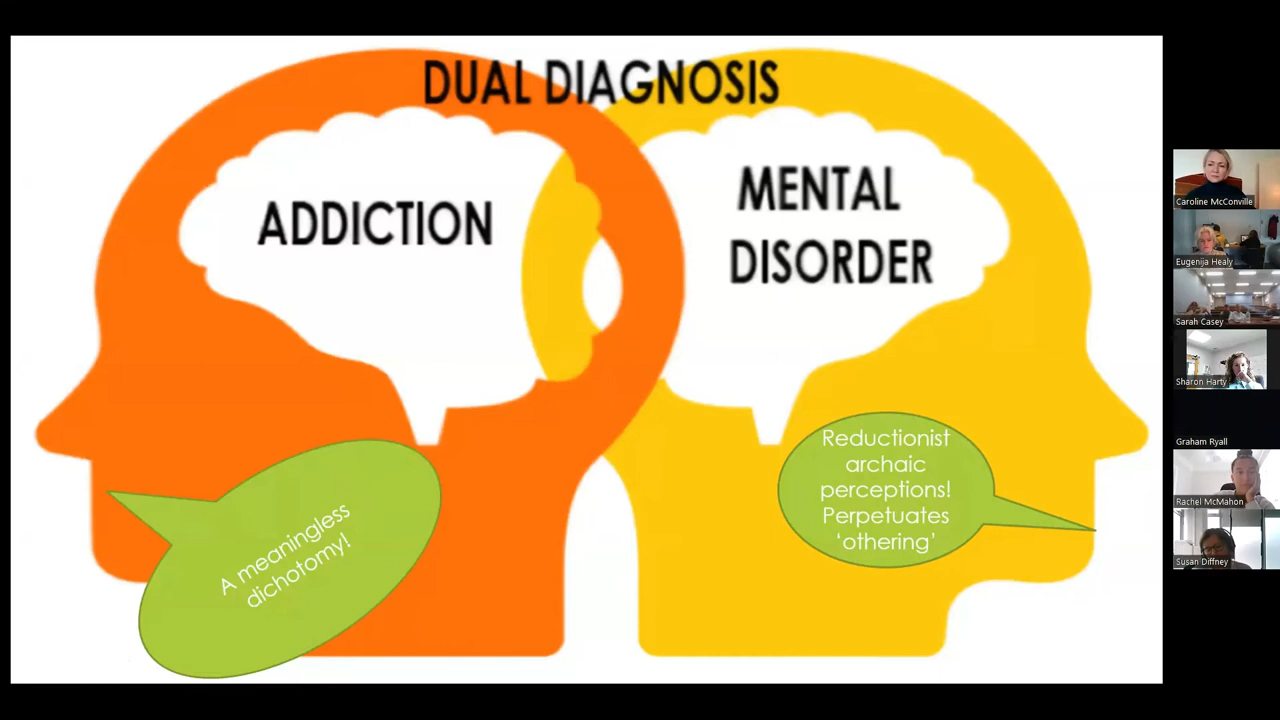 DUAL DIAGNOSIS
ADDICTION
MENTAL
DISORDER
A meaningless
dichotomy!
Reductionist
archaic
perceptions!
Perpetuates
‘othering’
Caroline McConville
Eugenija Healy
Sarah Casey
Sharon Harty
Graham Ryall
Rachel McMahon
Susan Diffney